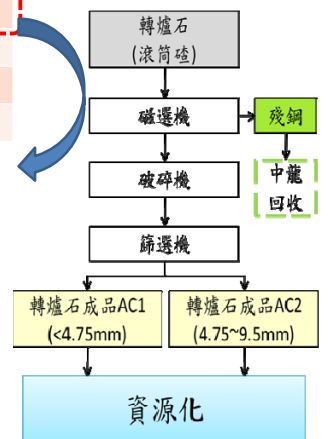 轉爐石
(滾筒碴)
磁選機
殘鋼
破碎機
中龍
回收
篩選機
轉爐石成品AC1
(<4.75mm)
轉爐石成品AC2
(4.75~9.5mm)
資源化